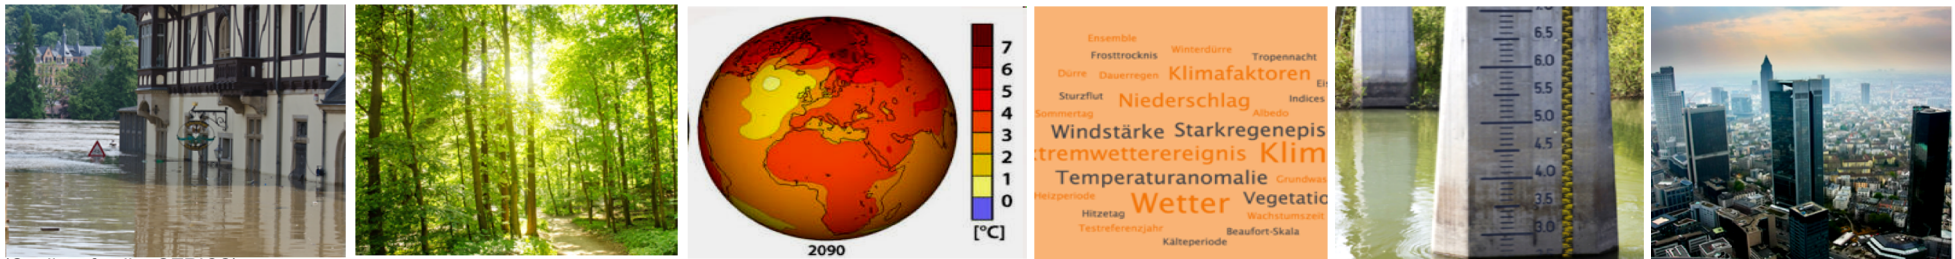 7
6
5
4
3
2
1
0
[°C]
2090
Ensemble
Frosttrocknis Winterdürre Tropennacht
Dürre Dauerregen Klimafaktoren
Sturzflut Niederschlag Indices
Sommertag Albedo
Windstärke Starkregenepis
tremwetterereignis Klim
Temperaturanomalie Grundwas
Heizperiode Wetter Vegetatio
Hitzetag Wachstumszeit
Testreferenzjahr Beaufort-Skala
Kälteperiode
6,5
6.0
5.5
5.0
4.5
4.0
3.5
3.0